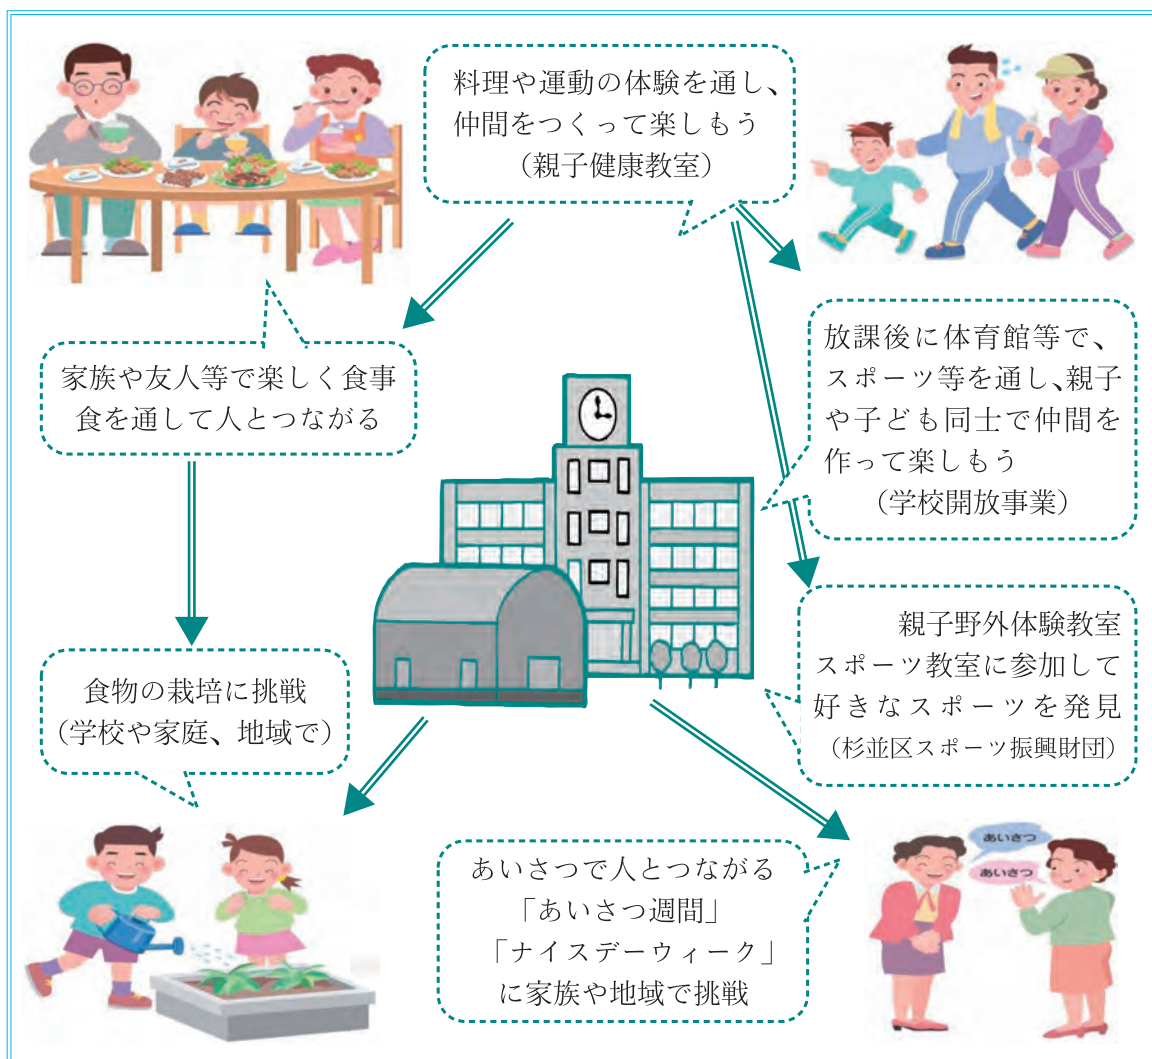 料理や運動の体験を通し、
仲間をつくって楽しもう
（親子健康教室）
家族や友人等で楽しく食事
食を通して人とつながる
放課後に体育館等で、
スポーツ等を通し、親子
や子ども同士で仲間を
作って楽しもう
（学校開放事業）
親子野外体験教室
スポーツ教室に参加して
好きなスポーツを発見
（杉並区スポーツ振興財団）
食物の栽培に挑戦
（学校や家庭、地域で）
あいさつで人とつながる
「あいさつ週間」
「ナイスデーウィーク」
に家族や地域で挑戦
あいさつ
あいさつ